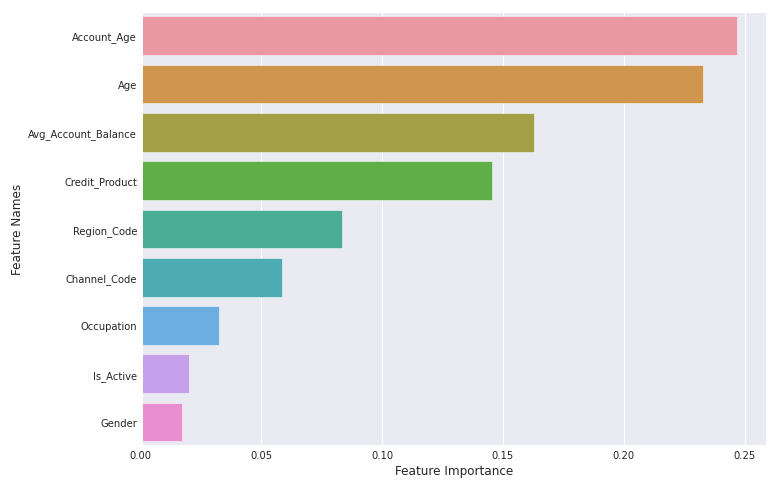 Account_Age
Age
Avg_Account_Balance
Credit_Product
Region_Code
Channel_Code
Occupation
Is_Active
Gender
Feature Names
0.00 0.05 0.10 0.15 0.20 0.25
Feature Importance